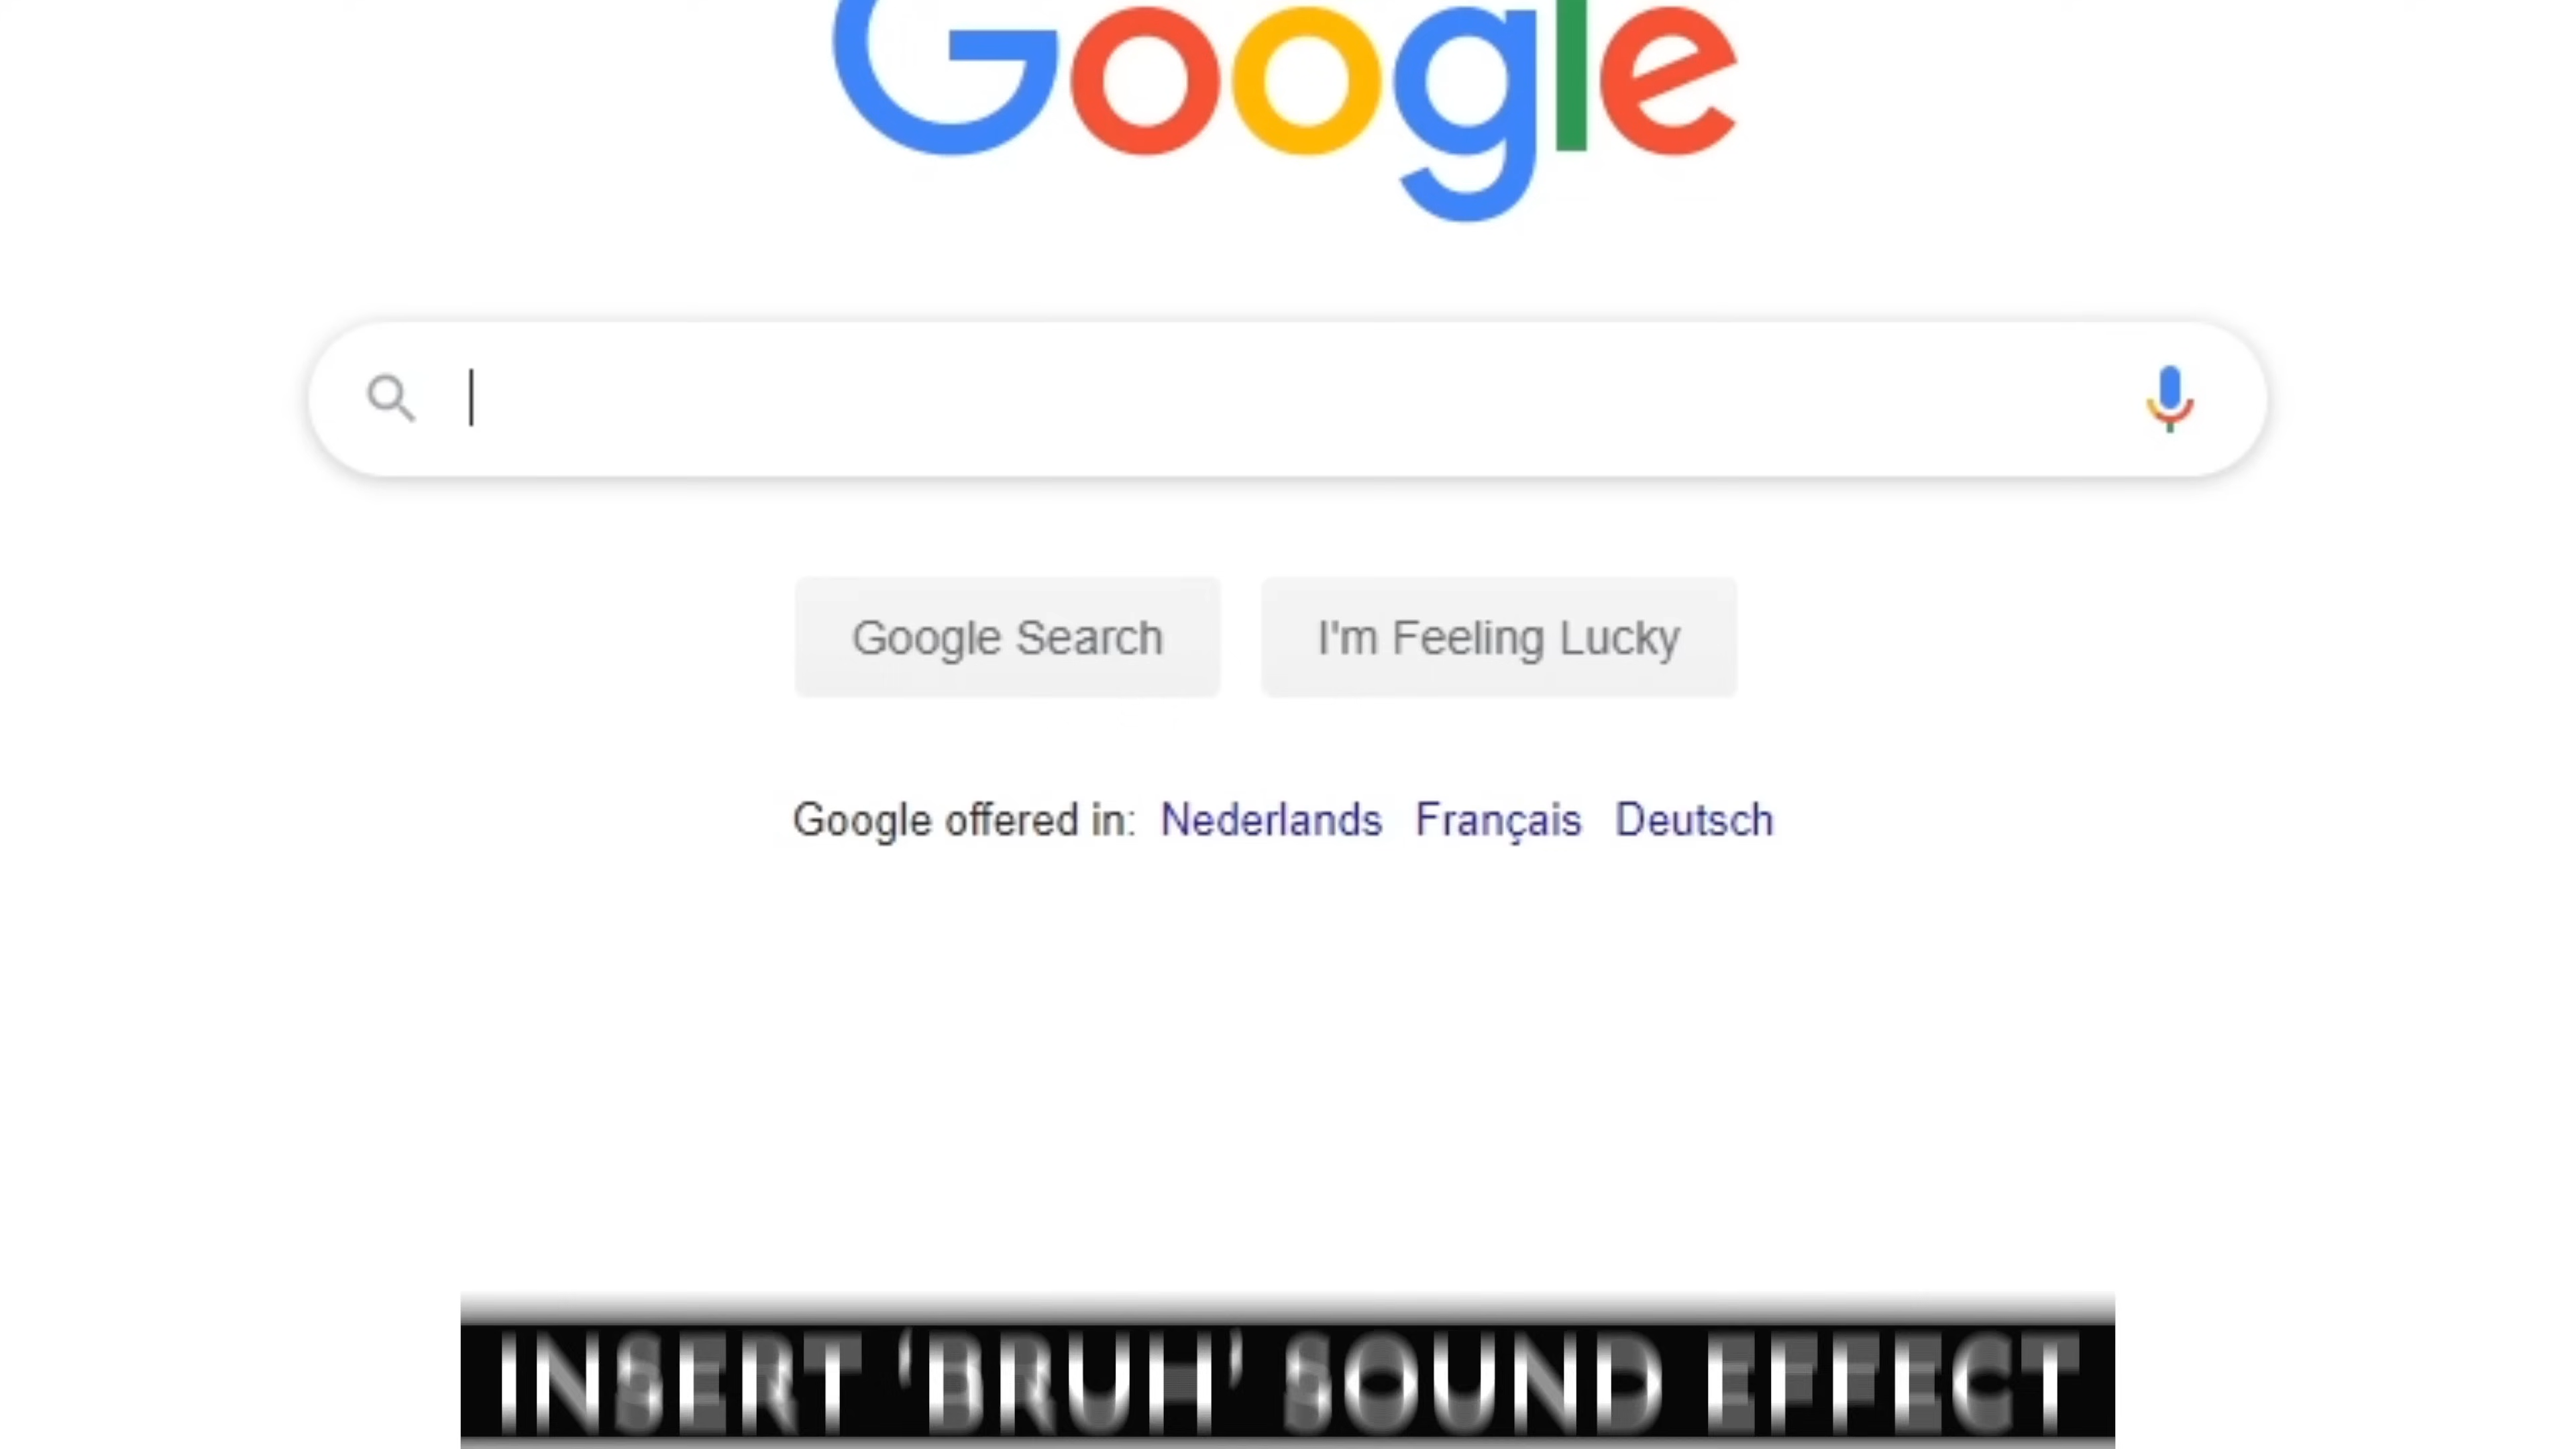 Google
Google Search
I'm Feeling Lucky
Google offered in: Nederlands Français Deutsch
INSERT ‘BRUH’ SOUND EFFECT